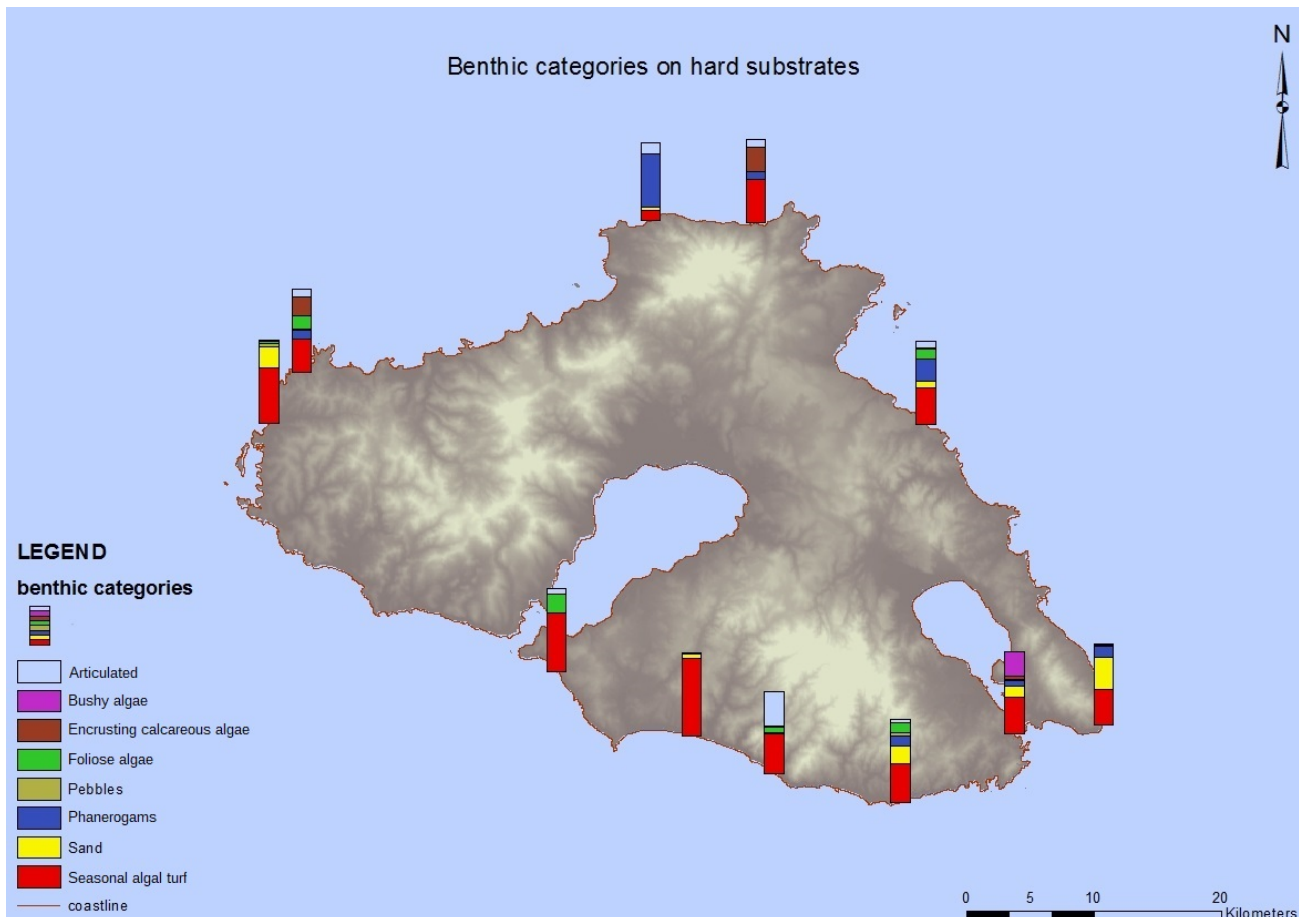 Benthic categories on hard substrates
N
LEGEND
benthic categories
Articulated
Bushy algae
Encrusting calcareous algae
Foliose algae
Pebbles
Phanerogams
Sand
Seasonal algal turf
coastline
0 5 10 20
Kilometers